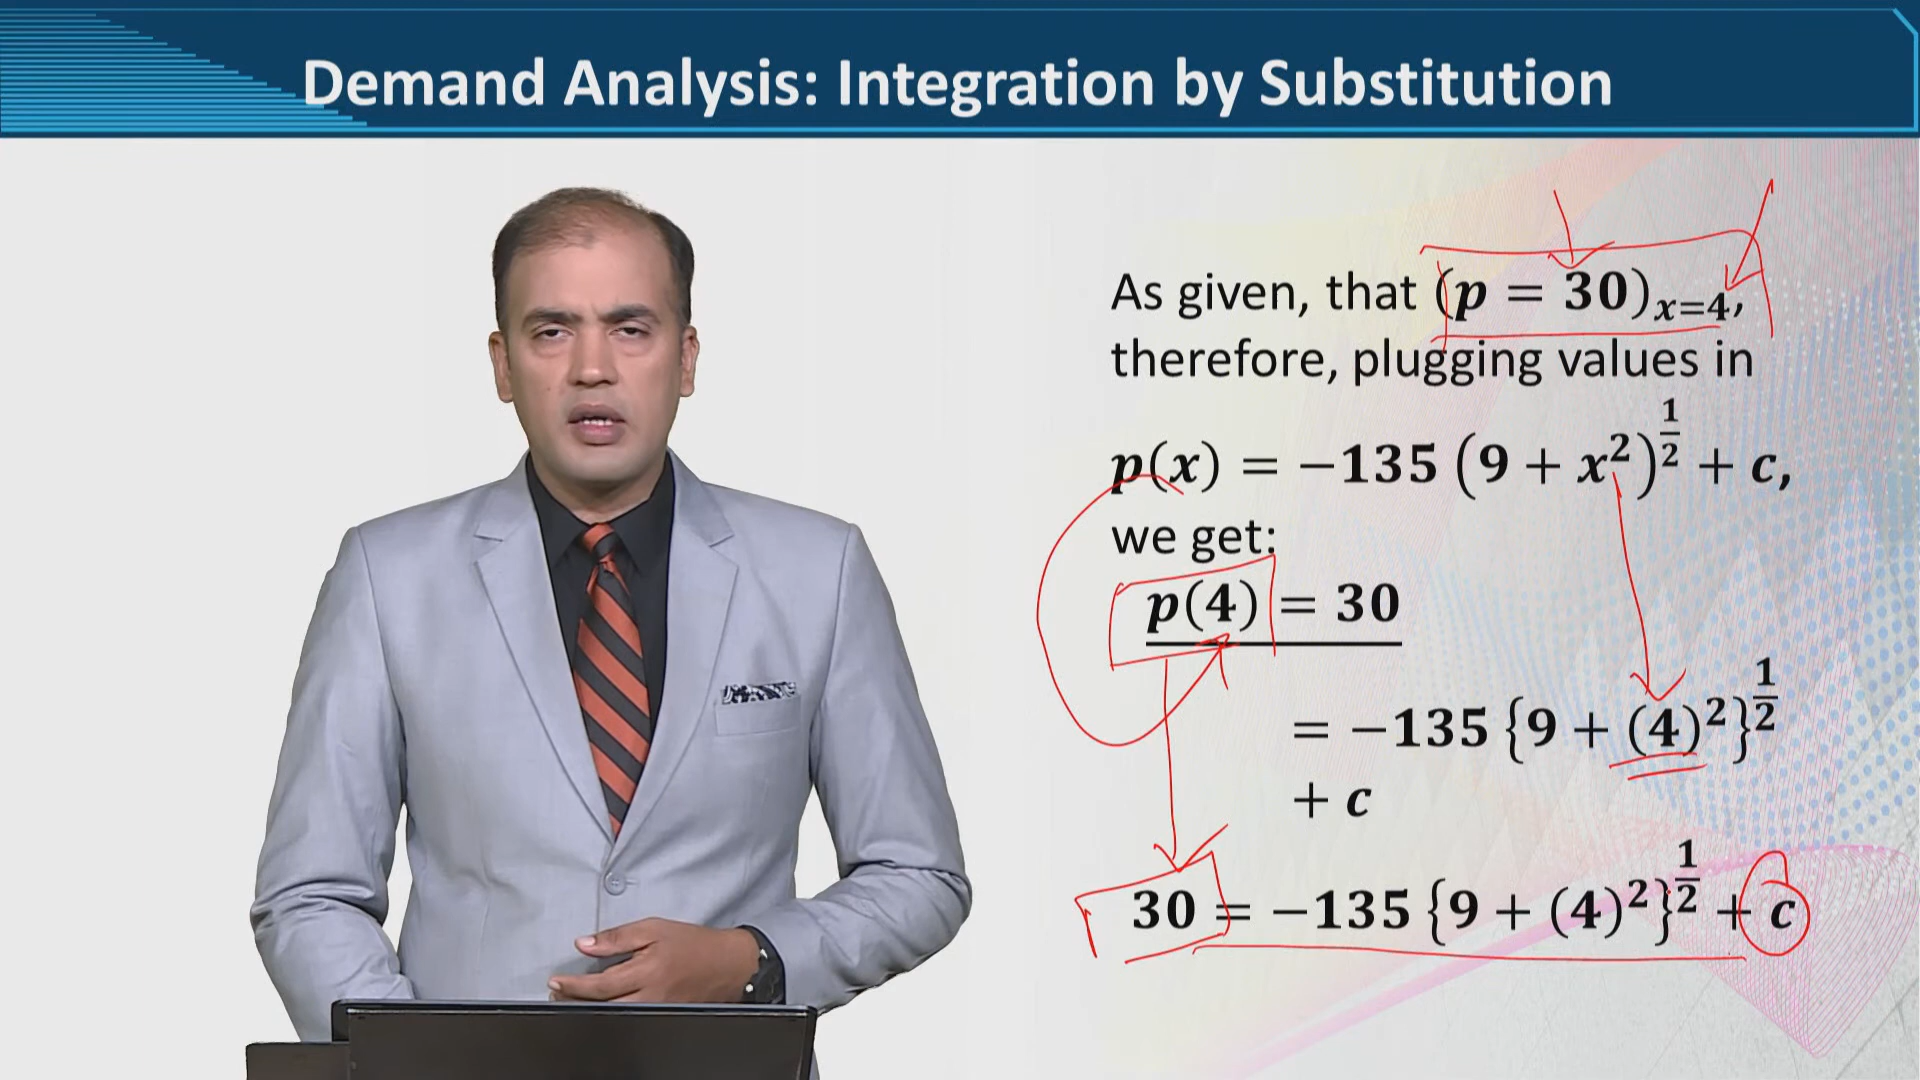 Demand Analysis: Integration by Substitution
As given, that (p = 30)ₓ₌₄,
therefore, plugging values in
p(x) = −135 (9 + x²)^(1/2) + c,
we get:
p(4) = 30
= −135 {9 + (4)²}^(1/2)
+ c
30 = −135 {9 + (4)²}^(1/2) + c